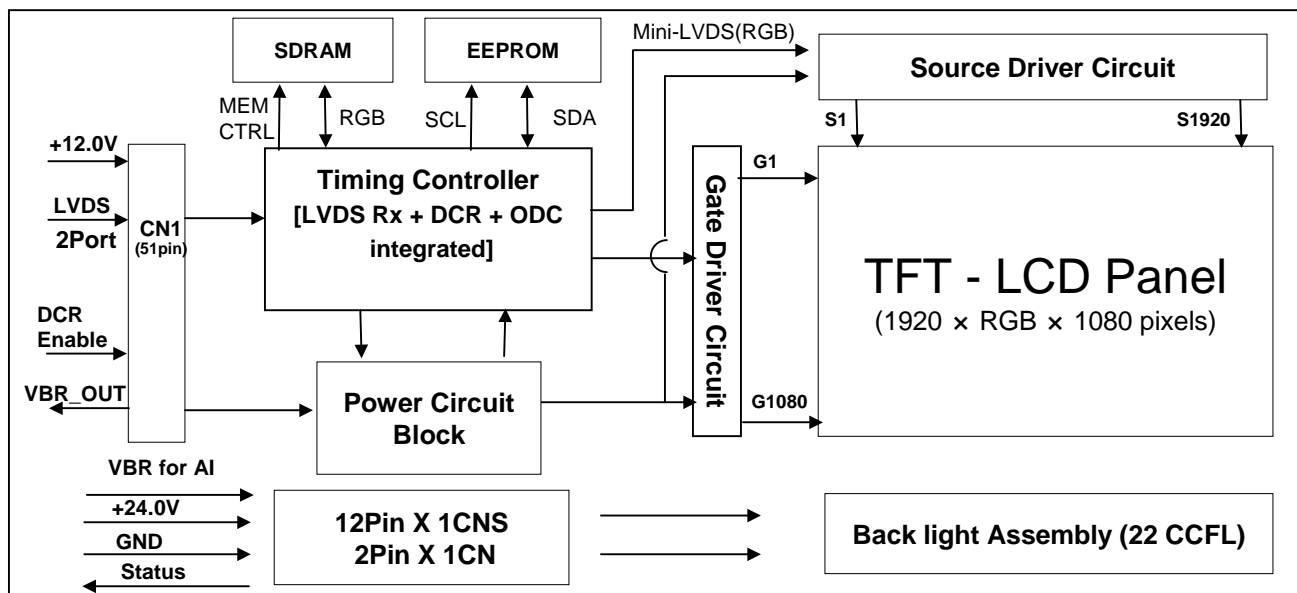 SDRAM
EEPROM
Mini-LVDS(RGB)
Source Driver Circuit
MEM
CTRL
RGB
SCL
SDA
S1
S1920
+12.0V
LVDS
2Port
DCR
Enable
VBR_OUT
CN1
(51pin)
Timing Controller
[LVDS Rx + DCR + ODC
integrated]
Gate Driver Circuit
G1
G1080
TFT - LCD Panel
(1920 × RGB × 1080 pixels)
Power Circuit
Block
VBR for AI
+24.0V
GND
Status
12Pin X 1CNS
2Pin X 1CN
Back light Assembly (22 CCFL)